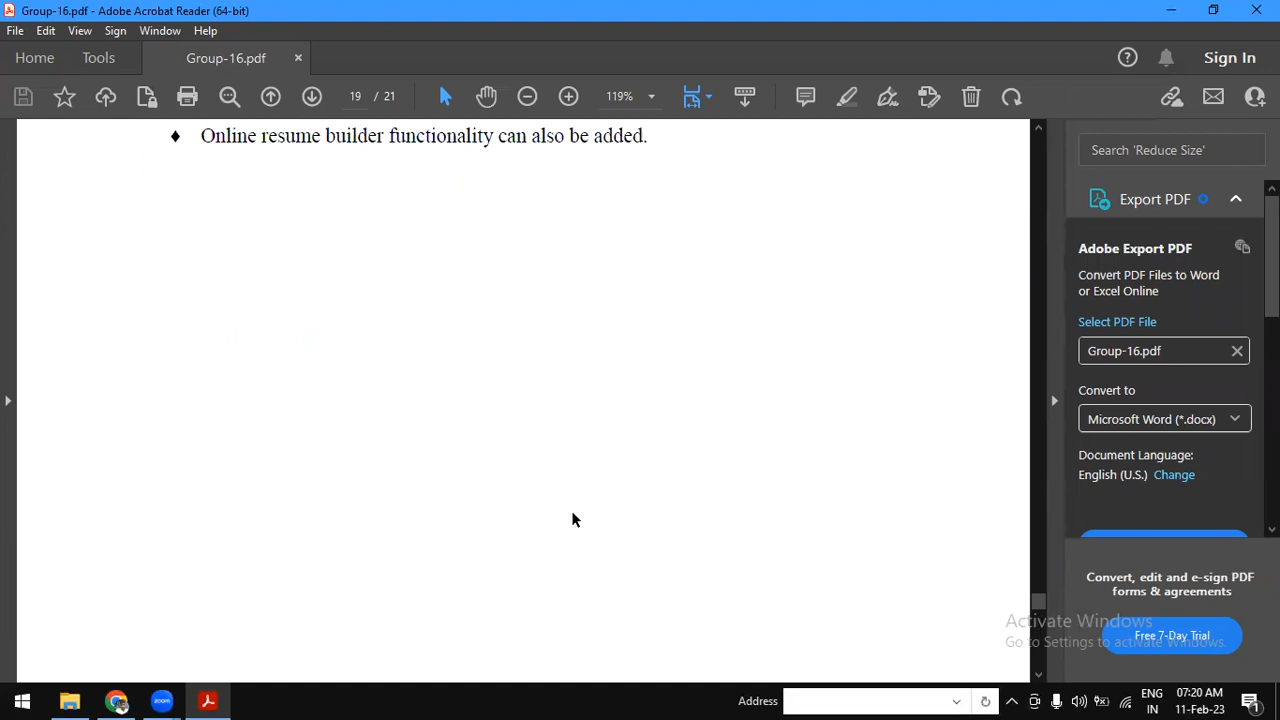 Group-16.pdf - Adobe Acrobat Reader (64-bit)
File Edit View Sign Window Help
Home Tools Group-16.pdf × Sign In
19 / 21 119%
♦ Online resume builder functionality can also be added.
Search 'Reduce Size'
Export PDF
Adobe Export PDF
Convert PDF Files to Word
or Excel Online
Select PDF File
Group-16.pdf
Convert to
Microsoft Word (*.docx)
Document Language:
English (U.S.) Change
Convert, edit and e-sign PDF
forms & agreements
Activate Windows
Free 7-Day Trial
Go to Settings to activate Windows.
zoom
Address
ENG
IN
07:20 AM
11-Feb-23
1